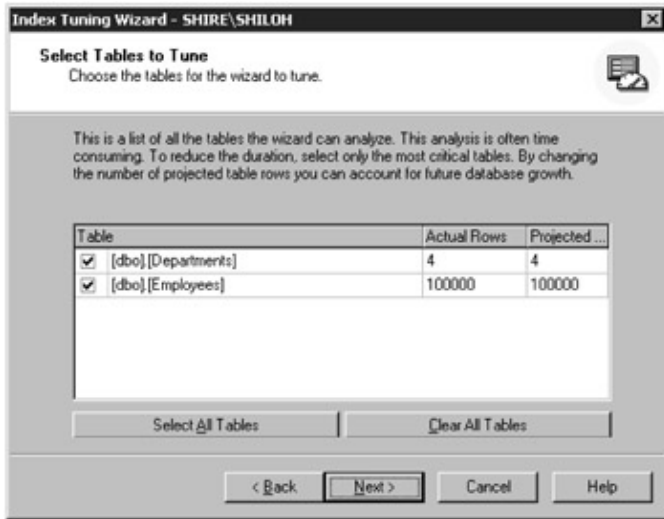 Index Tuning Wizard - SHIRE\SHILOH
Select Tables to Tune
Choose the tables for the wizard to tune.
This is a list of all the tables the wizard can analyze. This analysis is often time
consuming. To reduce the duration, select only the most critical tables. By changing
the number of projected table rows you can account for future database growth.
Table Actual Rows Projected ...
[dbo].[Departments] 4 4
[dbo].[Employees] 100000 100000
Select All Tables Clear All Tables
< Back Next > Cancel Help